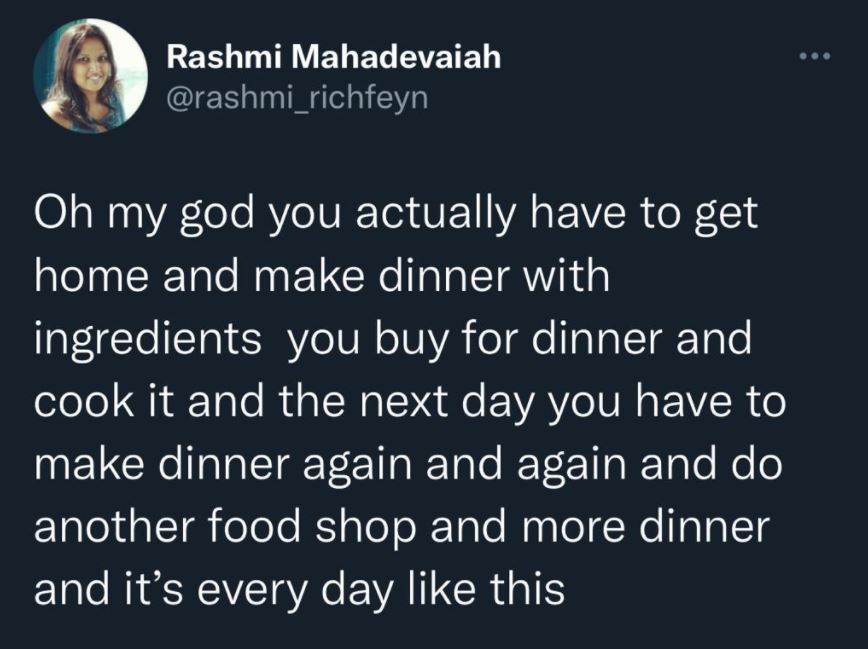 Rashmi Mahadevaiah
@rashmi_richfeyn
Oh my god you actually have to get
home and make dinner with
ingredients  you buy for dinner and
cook it and the next day you have to
make dinner again and again and do
another food shop and more dinner
and it’s every day like this